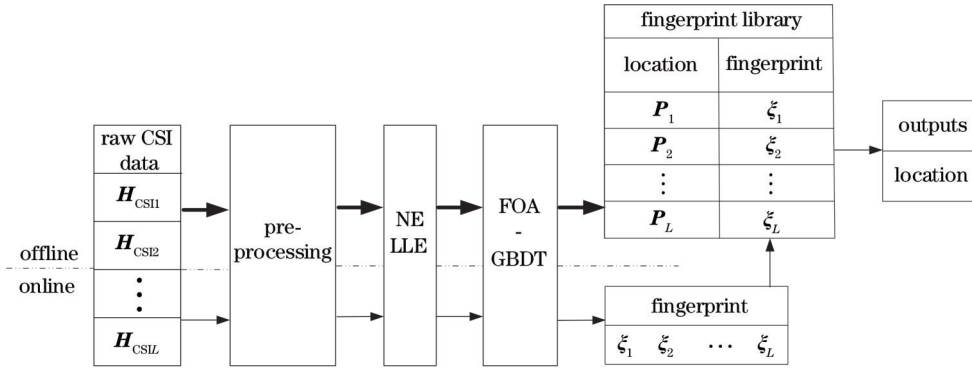 offline
online
raw CSI
data
H_CSI1
H_CSI2
⋮
H_CSIL
pre-
processing
NE
LLE
FOA
-
GBDT
fingerprint library
location fingerprint
P_1 ξ_1
P_2 ξ_2
⋮ ⋮
P_L ξ_L
fingerprint
ξ_1 ξ_2 ⋯ ξ_L
outputs
location